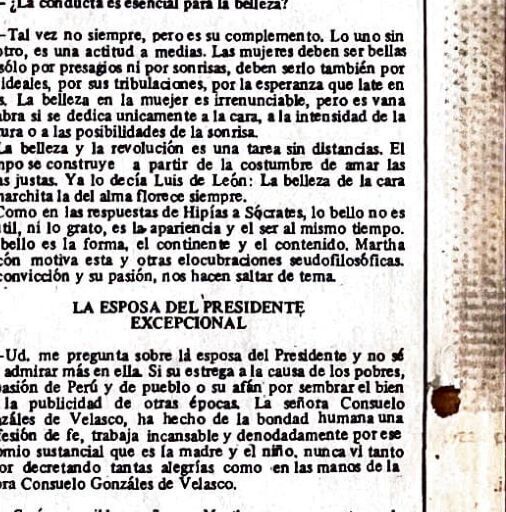 – ¿La conducta es esencial para la belleza?
–Tal vez no siempre, pero es su complemento. Lo uno sin
otro, es una actitud a medias. Las mujeres deben ser bellas
sólo por presagios ni por sonrisas, deben serlo también por
ideales, por sus tribulaciones, por la esperanza que late en
s. La belleza en la muejer es irrenunciable, pero es vana
abra si se dedica unicamente a la cara, a la intensidad de la
ura o a las posibilidades de la sonrisa.
La belleza y la revolución es una tarea sin distancias. El
mpo se construye a partir de la costumbre de amar las
as justas. Ya lo decía Luis de León: La belleza de la cara
marchita la del alma florece siempre.
Como en las respuestas de Hipías a Sócrates, lo bello no es
útil, ni lo grato, es la apariencia y el ser al mismo tiempo.
bello es la forma, el continente y el contenido. Martha
cón motiva esta y otras elocubraciones seudofilosóficas.
convicción y su pasión, nos hacen saltar de tema.
LA ESPOSA DEL PRESIDENTE
EXCEPCIONAL
–Ud. me pregunta sobre la esposa del Presidente y no sé
admirar más en ella. Si su estrega a la causa de los pobres,
pasión de Perú y de pueblo o su afán por sembrar el bien
la publicidad de otras épocas. La señora Consuelo
nzáles de Velasco, ha hecho de la bondad humana una
fesión de fe, trabaja incansable y denodadamente por ese
omio sustancial que es la madre y el niño, nunca vi tanto
or decretando tantas alegrías como en las manos de la
ora Consuelo Gonzáles de Velasco.